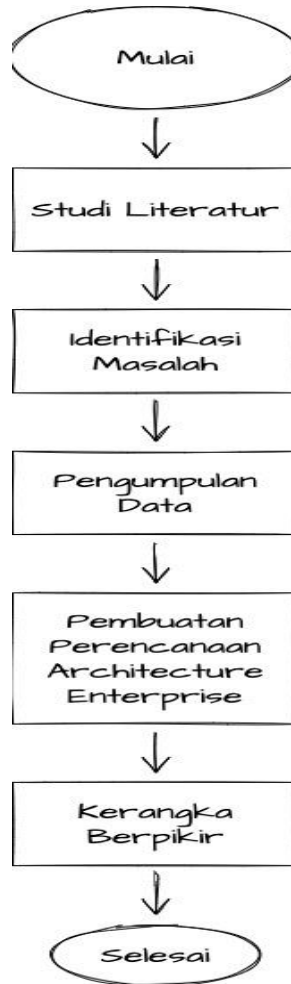 Mulai
Studi Literatur
Identifikasi
Masalah
Pengumpulan
Data
Pembuatan
Perencanaan
Architecture
Enterprise
Kerangka
Berpikir
Selesai